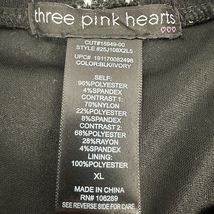 three pink hearts
CUT#15949-00
STYLE #25J108X2LS
UPC# 191170082498
COLOR:BLK/IVORY
SELF:
96%POLYESTER
4%SPANDEX
CONTRAST 1:
70%NYLON
22%POLYESTER
8%SPANDEX
CONTRAST 2:
68%POLYESTER
28%RAYON
4%SPANDEX
LINING:
100%POLYESTER
XL
MADE IN CHINA
RN# 106289
SEE REVERSE SIDE FOR CARE